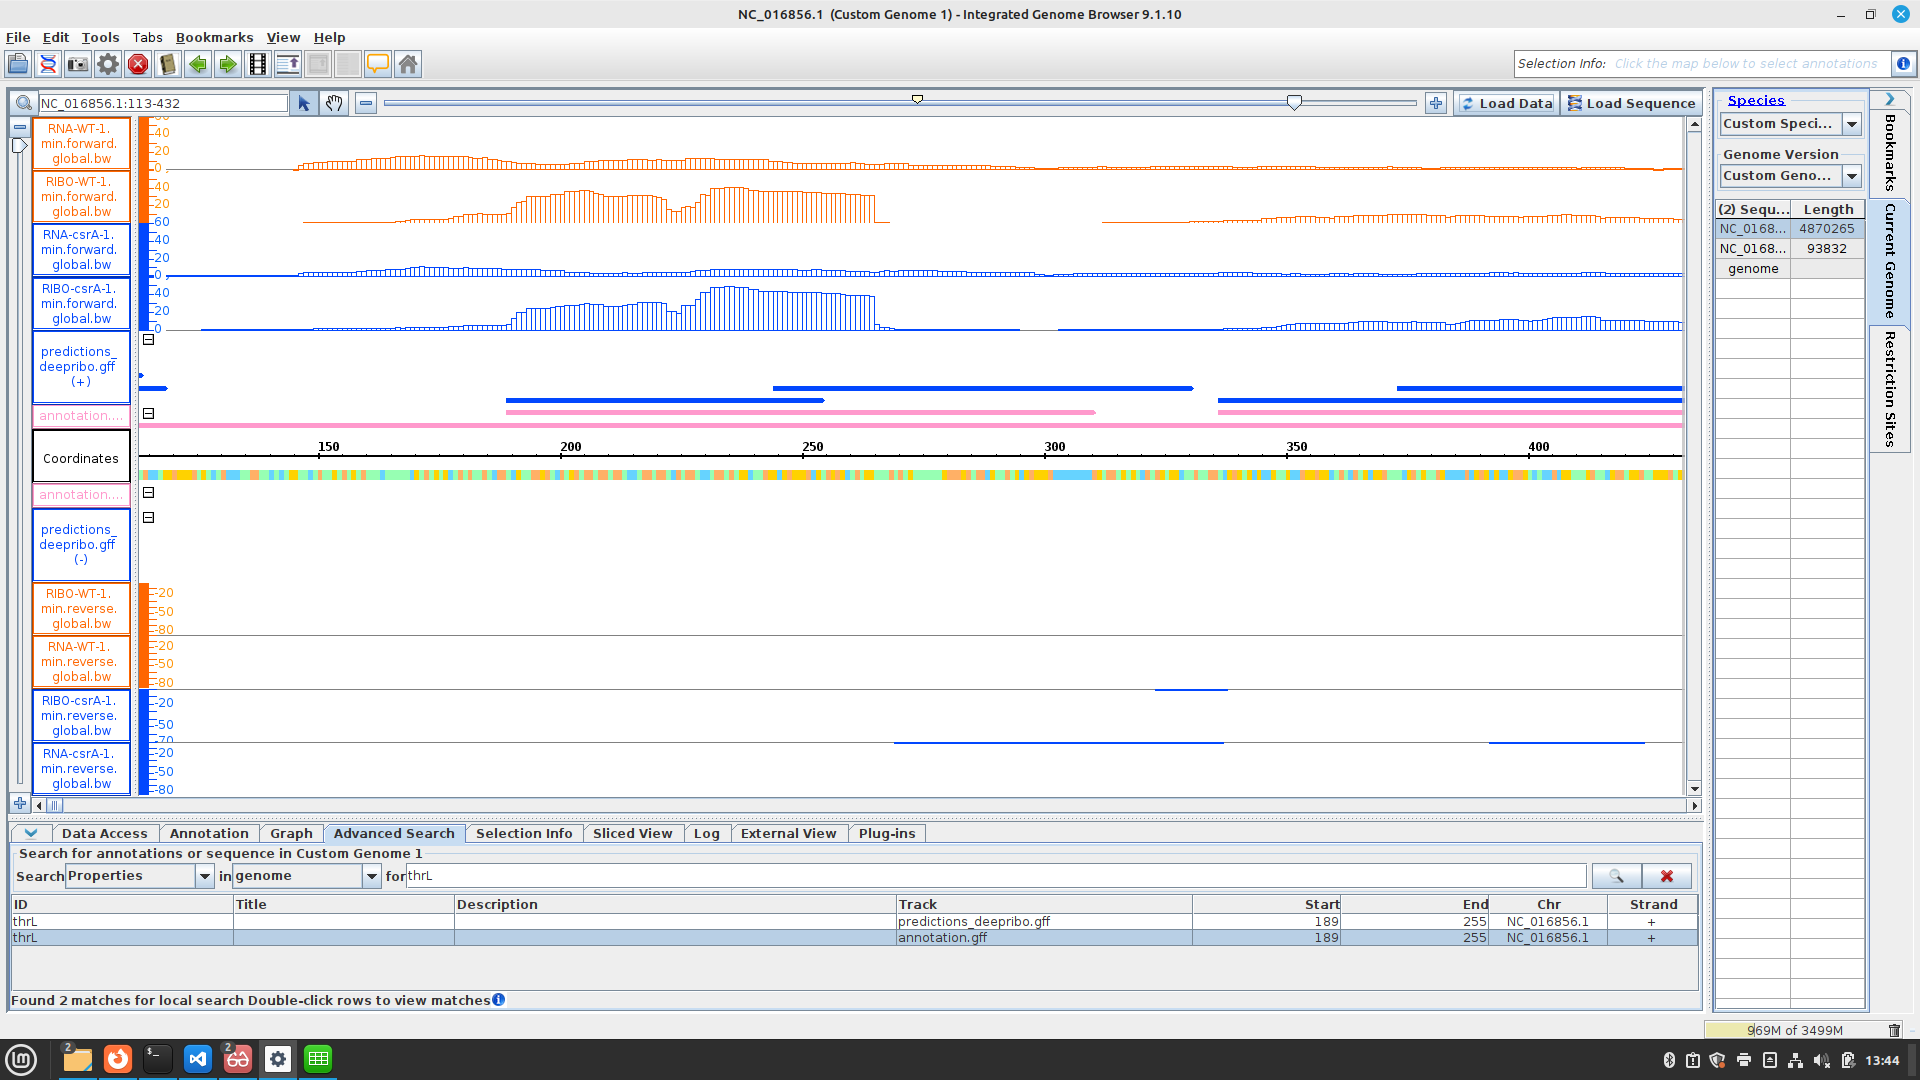 NC_016856.1 (Custom Genome 1) - Integrated Genome Browser 9.1.10
File Edit Tools Tabs Bookmarks View Help
Selection Info: Click the map below to select annotations
NC_016856.1:113-432
Load Data
Load Sequence
RNA-WT-1.
min.forward.
global.bw
40
20
0
RIBO-WT-1.
min.forward.
global.bw
40
20
60
RNA-csrA-1.
min.forward.
global.bw
40
20
0
RIBO-csrA-1.
min.forward.
global.bw
40
20
0
predictions_
deepribo.gff
(+)
annotation....
Coordinates
150 200 250 300 350 400
annotation....
predictions_
deepribo.gff
(-)
RIBO-WT-1.
min.reverse.
global.bw
-20
-50
-80
RNA-WT-1.
min.reverse.
global.bw
-20
-50
-80
RIBO-csrA-1.
min.reverse.
global.bw
-20
-50
-70
RNA-csrA-1.
min.reverse.
global.bw
-20
-50
-80
Species
Custom Speci...
Genome Version
Custom Geno...
(2) Sequ... Length
NC_0168... 4870265
NC_0168... 93832
genome
Bookmarks
Current Genome
Restriction Sites
Data Access Annotation Graph Advanced Search Selection Info Sliced View Log External View Plug-ins
Search for annotations or sequence in Custom Genome 1
Search Properties in genome for thrL
ID Title Description Track Start End Chr Strand
thrL predictions_deepribo.gff 189 255 NC_016856.1 +
thrL annotation.gff 189 255 NC_016856.1 +
Found 2 matches for local search Double-click rows to view matches
969M of 3499M
2
2
13:44